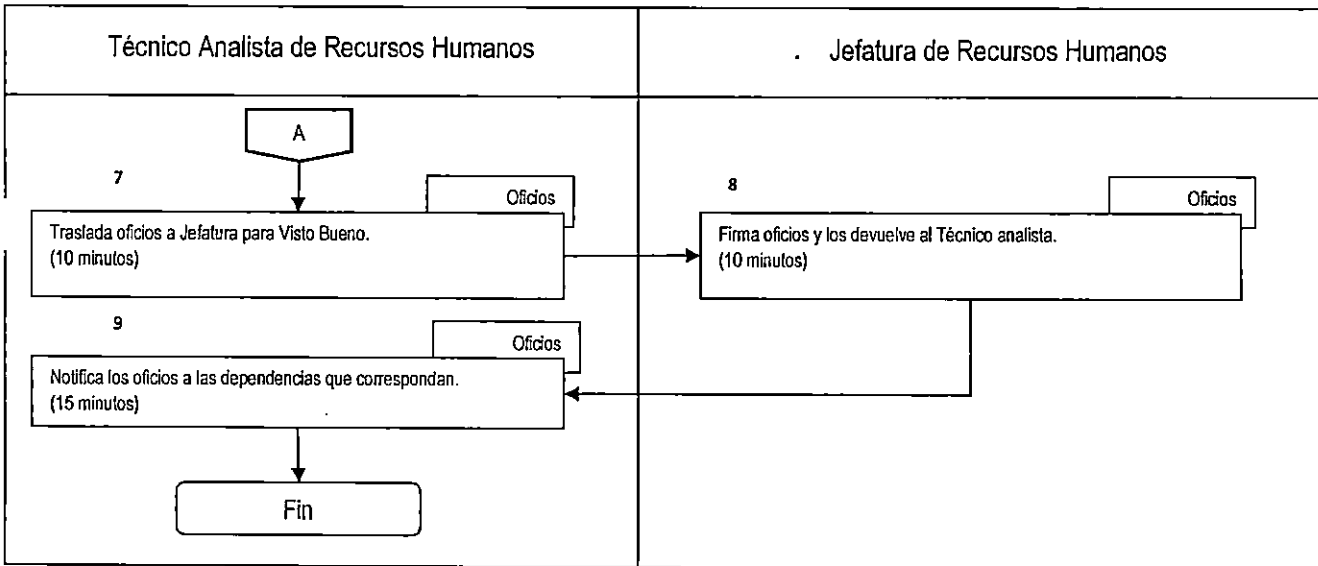 Técnico Analista de Recursos Humanos
Jefatura de Recursos Humanos
A
7
Oficios
Traslada oficios a Jefatura para Visto Bueno.
(10 minutos)
8
Oficios
Firma oficios y los devuelve al Técnico analista.
(10 minutos)
9
Oficios
Notifica los oficios a las dependencias que correspondan.
(15 minutos)
Fin